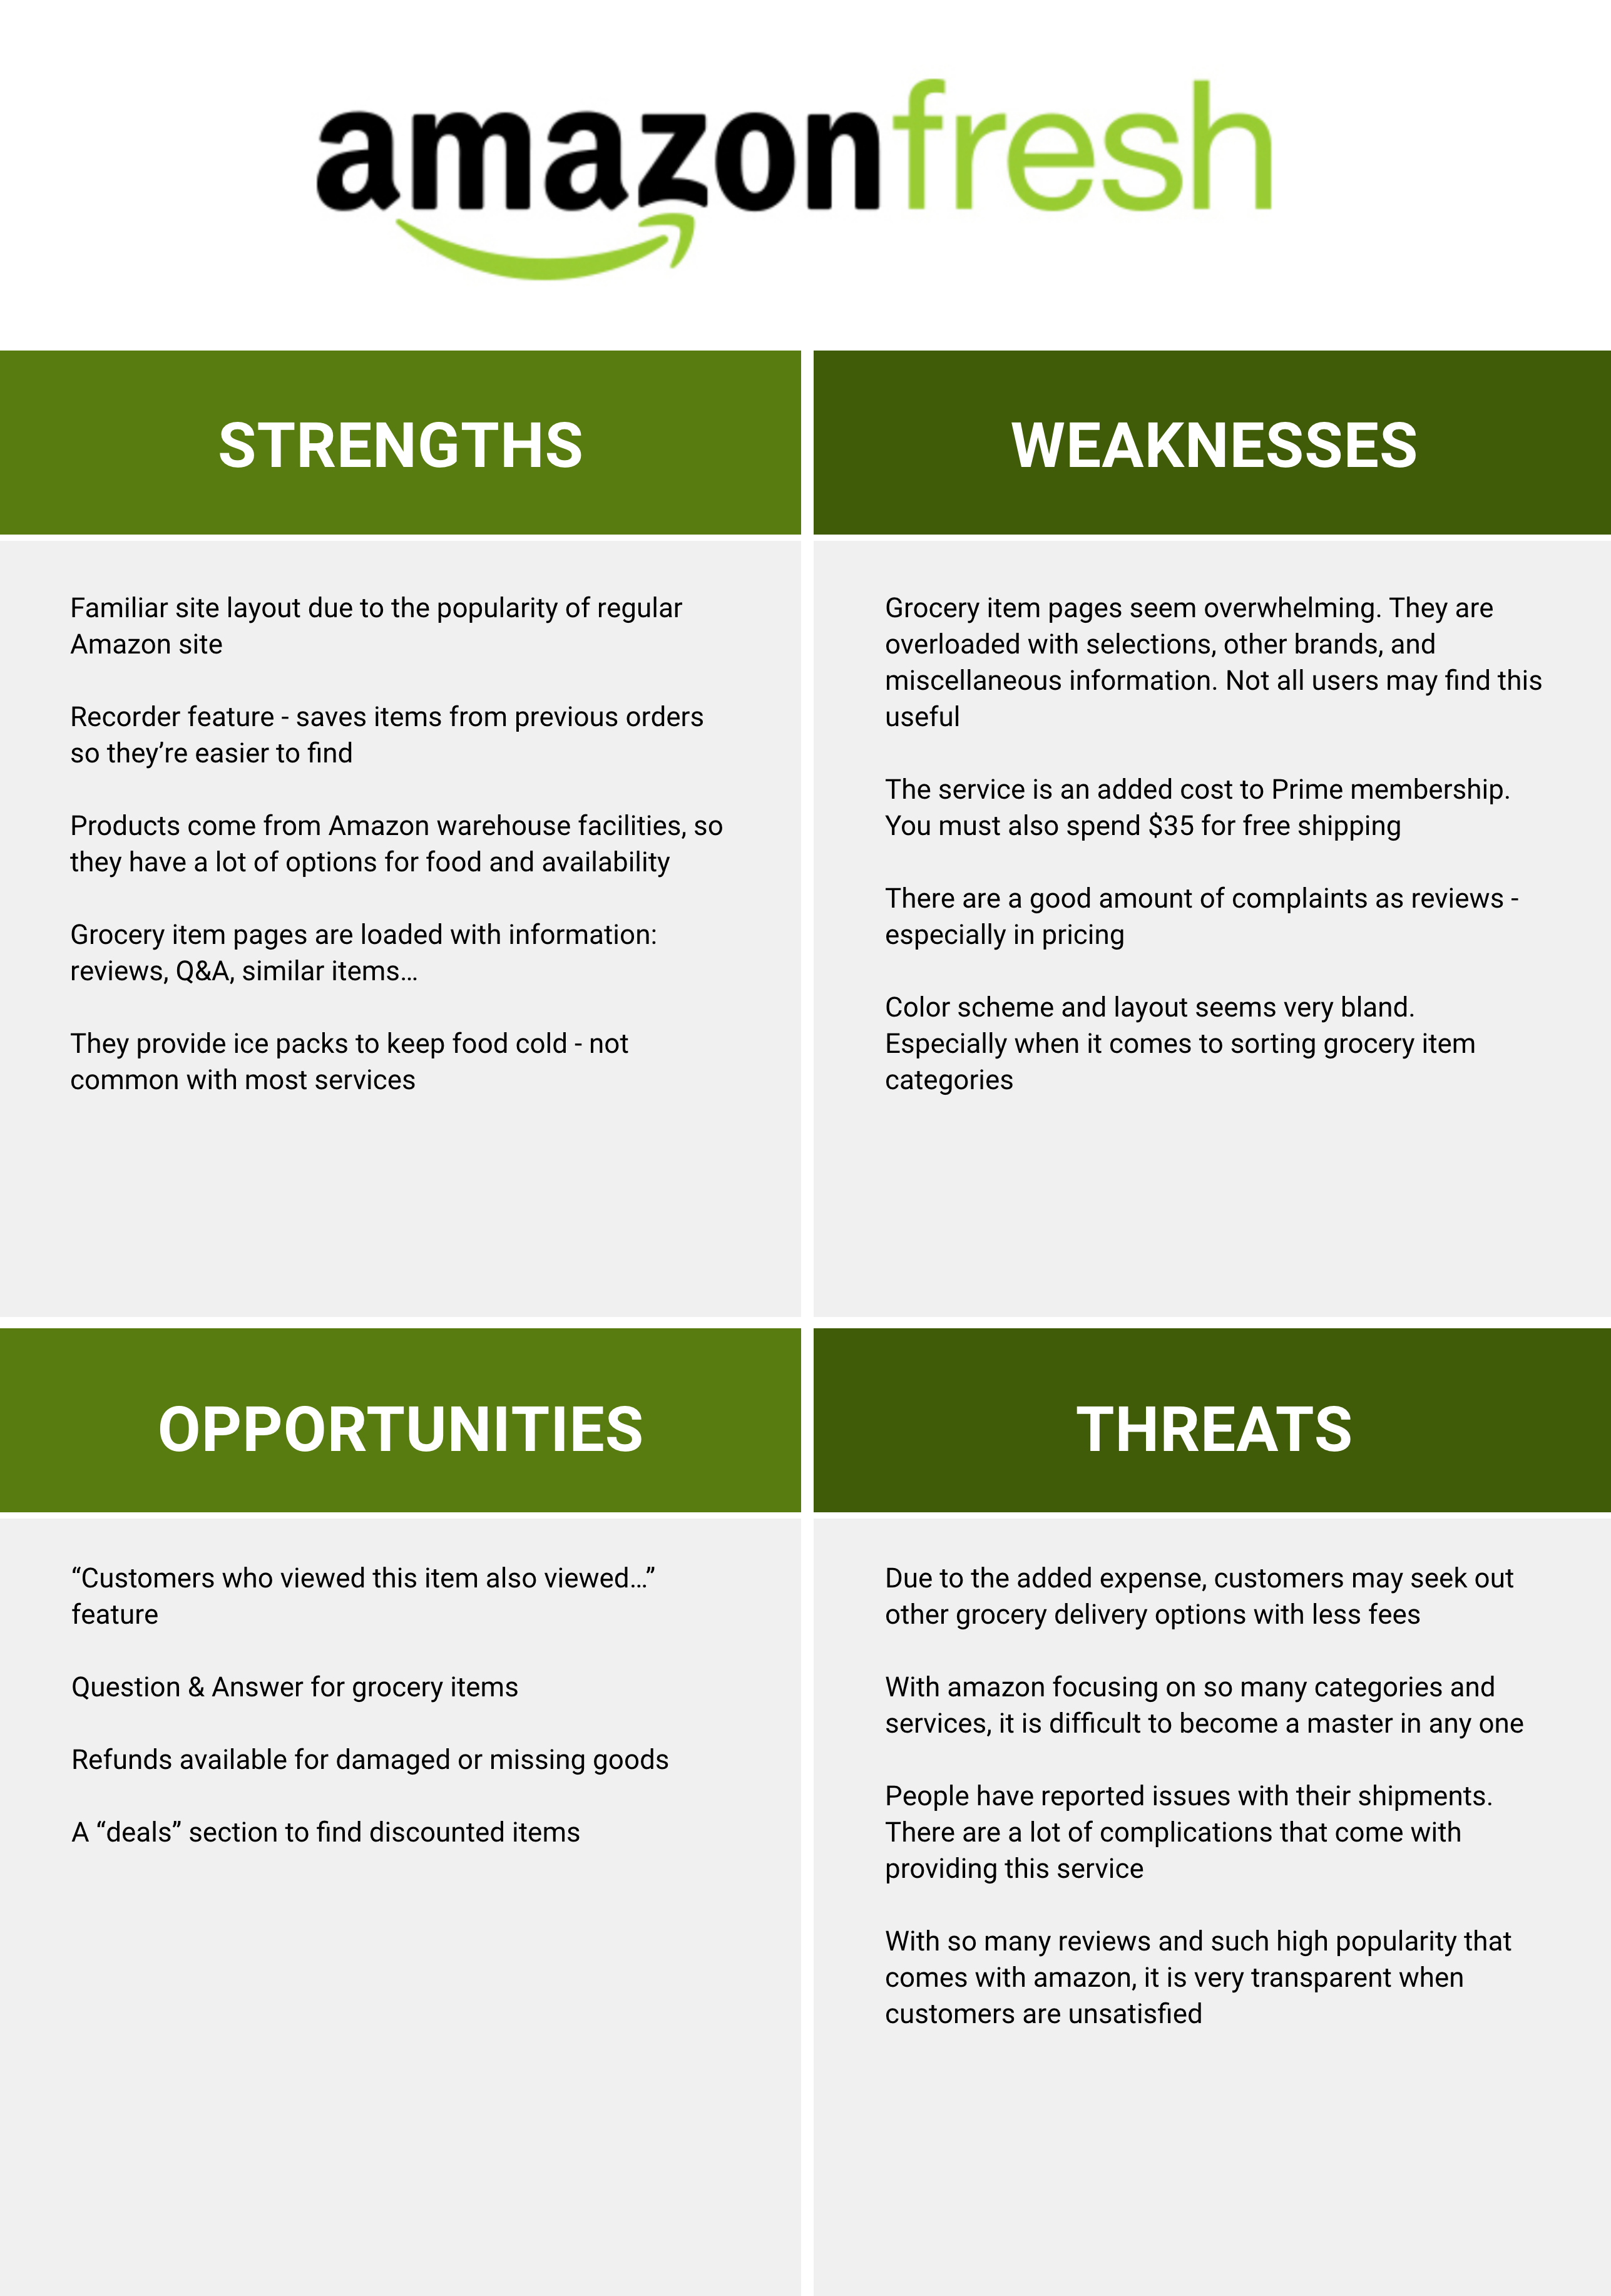 amazonfresh
STRENGTHS
Familiar site layout due to the popularity of regular
Amazon site
Recorder feature - saves items from previous orders
so they’re easier to find
Products come from Amazon warehouse facilities, so
they have a lot of options for food and availability
Grocery item pages are loaded with information:
reviews, Q&A, similar items...
They provide ice packs to keep food cold - not
common with most services
WEAKNESSES
Grocery item pages seem overwhelming. They are
overloaded with selections, other brands, and
miscellaneous information. Not all users may find this
useful
The service is an added cost to Prime membership.
You must also spend $35 for free shipping
There are a good amount of complaints as reviews -
especially in pricing
Color scheme and layout seems very bland.
Especially when it comes to sorting grocery item
categories
OPPORTUNITIES
“Customers who viewed this item also viewed...”
feature
Question & Answer for grocery items
Refunds available for damaged or missing goods
A “deals” section to find discounted items
THREATS
Due to the added expense, customers may seek out
other grocery delivery options with less fees
With amazon focusing on so many categories and
services, it is difficult to become a master in any one
People have reported issues with their shipments.
There are a lot of complications that come with
providing this service
With so many reviews and such high popularity that
comes with amazon, it is very transparent when
customers are unsatisfied